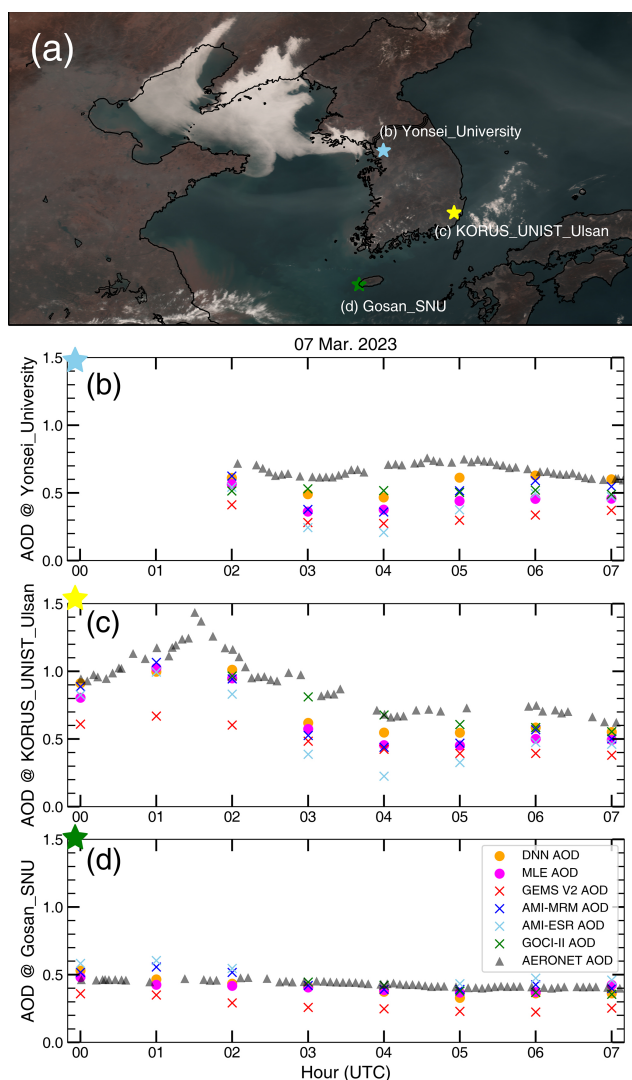 (a)
(b) Yonsei_University
(c) KORUS_UNIST_Ulsan
(d) Gosan_SNU
07 Mar. 2023
(b)
AOD @ Yonsei_University
1.5
1.0
0.5
0.0
00 01 02 03 04 05 06 07
(c)
AOD @ KORUS_UNIST_Ulsan
1.5
1.0
0.5
0.0
00 01 02 03 04 05 06 07
(d)
AOD @ Gosan_SNU
1.5
1.0
0.5
0.0
DNN AOD
MLE AOD
GEMS V2 AOD
AMI-MRM AOD
AMI-ESR AOD
GOCI-II AOD
AERONET AOD
00 01 02 03 04 05 06 07
Hour (UTC)